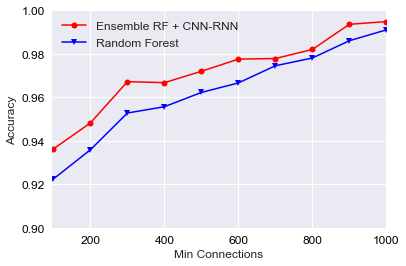 1.00
0.98
0.96
0.94
0.92
0.90
Accuracy
Ensemble RF + CNN-RNN
Random Forest
200 400 600 800 1000
Min Connections